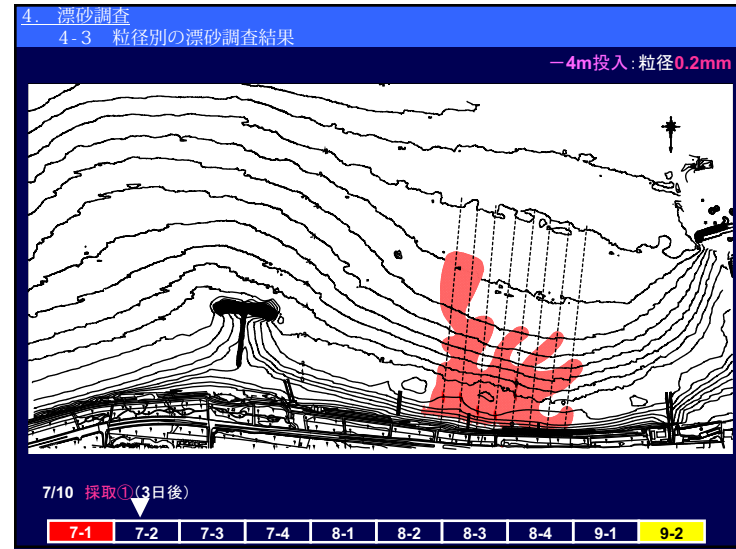 4. 漂砂調査
4-3 粒径別の漂砂調査結果
－4m投入：粒径0.2mm
7/10 採取①(3日後)
7-1 7-2 7-3 7-4 8-1 8-2 8-3 8-4 9-1 9-2